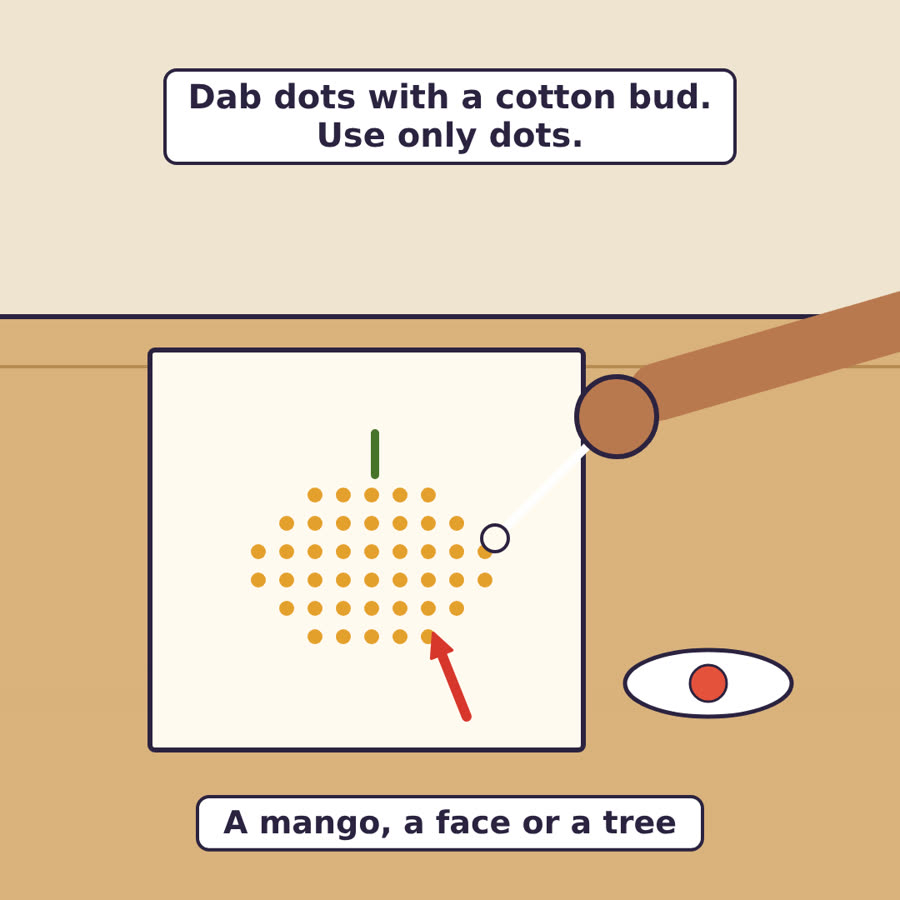 Dab dots with a cotton bud.
Use only dots.
A mango, a face or a tree